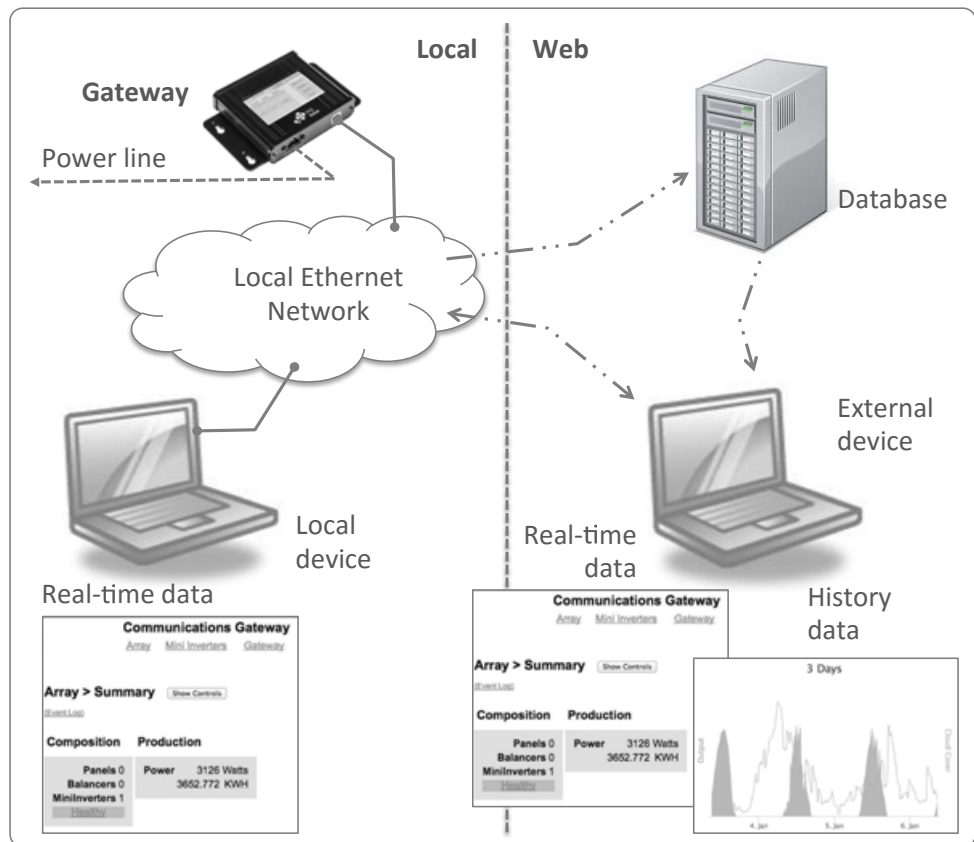 Local
Web
Gateway
Power line
Database
Local Ethernet
Network
External
device
Local
device
Real-time
data
Real-time data
History
data
Communications Gateway
Array Mini Inverters Gateway
Array > Summary Show Controls
(Event Log)
Composition Production
Panels 0
Balancers 0
MiniInverters 1
Healthy
Power 3126 Watts
3652.772 KWH
Communications Gateway
Array Mini Inverters Gateway
Array > Summary Show Controls
(Event Log)
Composition Production
Panels 0
Balancers 0
MiniInverters 1
Healthy
Power 3126 Watts
3652.772 KWH
3 Days
Output
Cloud Cover
4. Jan 5. Jan 6. Jan